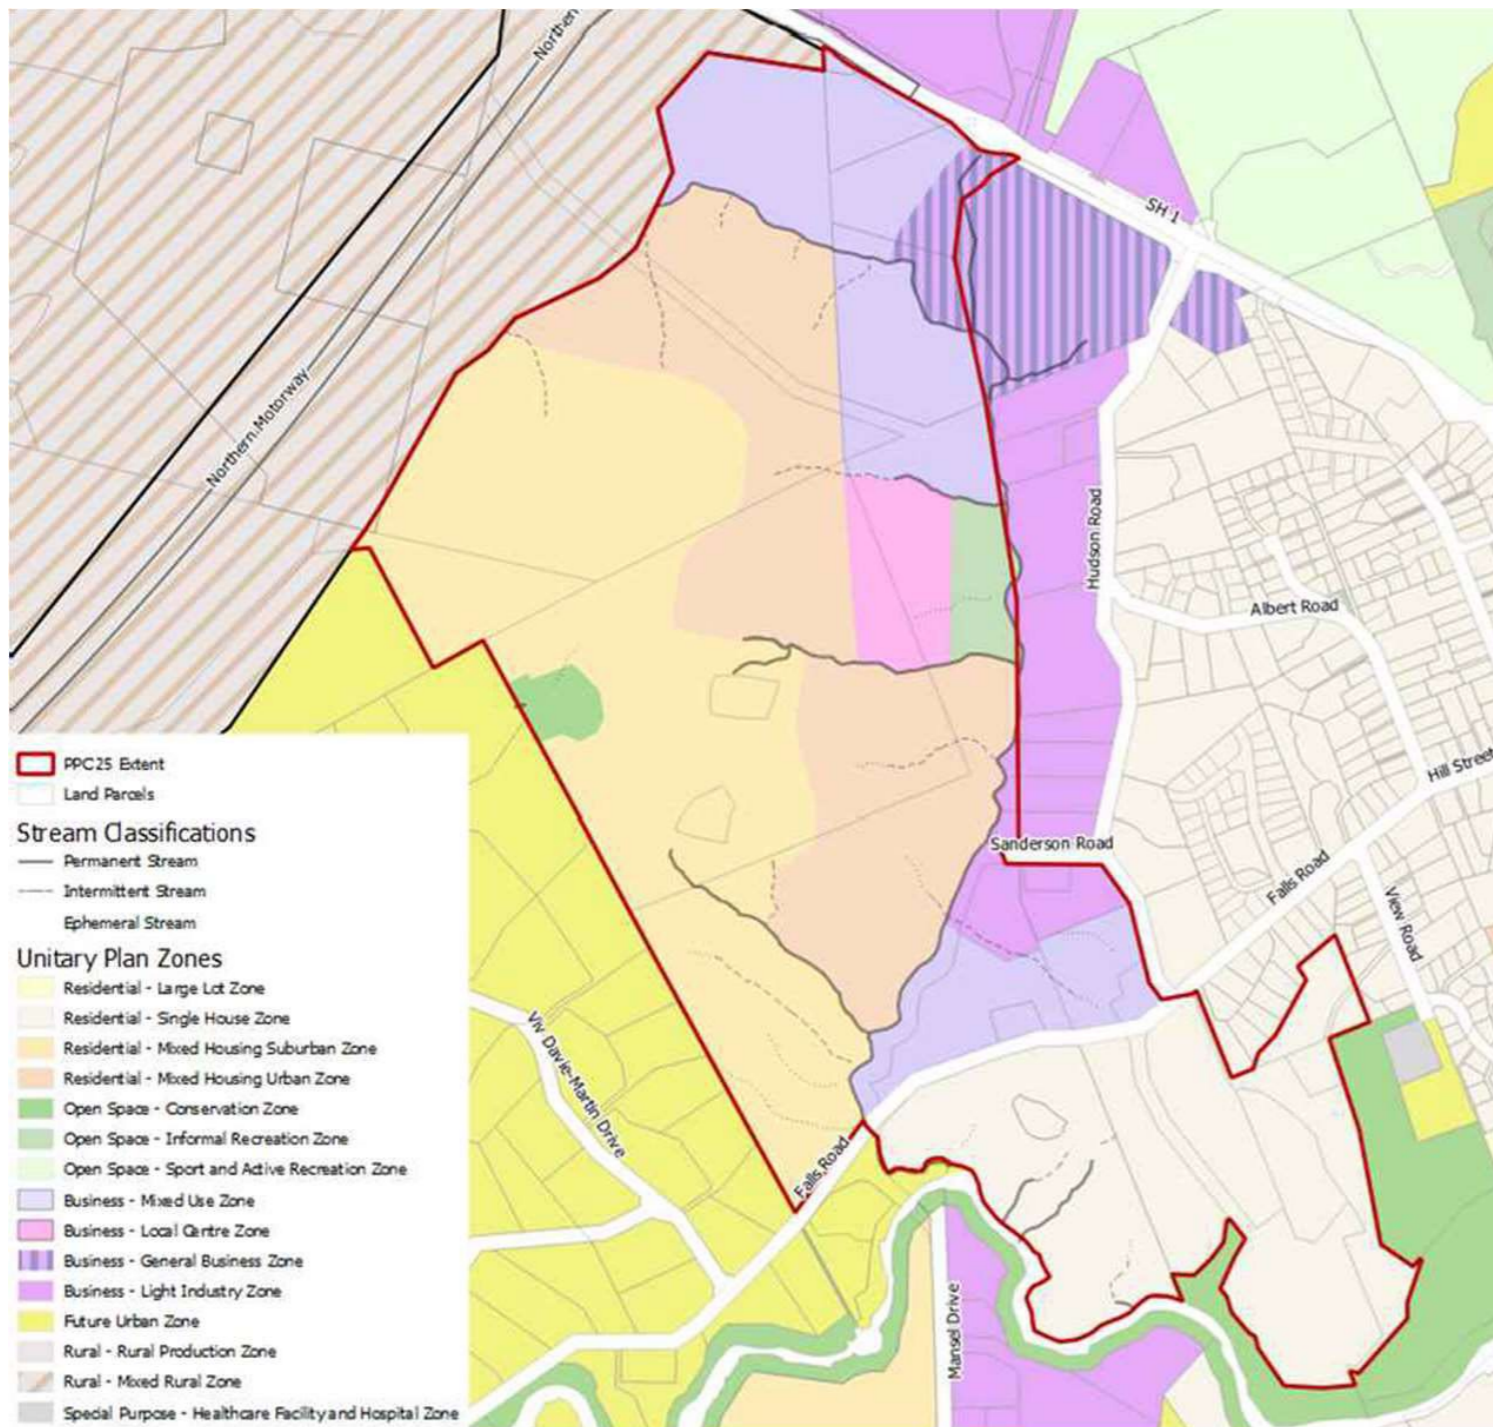 Northern
SH 1
Northern Motorway
Hudson Road
Albert Road
Hill Street
Sanderson Road
Falls Road
View Road
Viv Davie-Martin Drive
Falls Road
Mansel Drive
PPC25 Extent
Land Parcels
Stream Classifications
Permanent Stream
Intermittent Stream
Ephemeral Stream
Unitary Plan Zones
Residential - Large Lot Zone
Residential - Single House Zone
Residential - Mixed Housing Suburban Zone
Residential - Mixed Housing Urban Zone
Open Space - Conservation Zone
Open Space - Informal Recreation Zone
Open Space - Sport and Active Recreation Zone
Business - Mixed Use Zone
Business - Local Centre Zone
Business - General Business Zone
Business - Light Industry Zone
Future Urban Zone
Rural - Rural Production Zone
Rural - Mixed Rural Zone
Special Purpose - Healthcare Facility and Hospital Zone